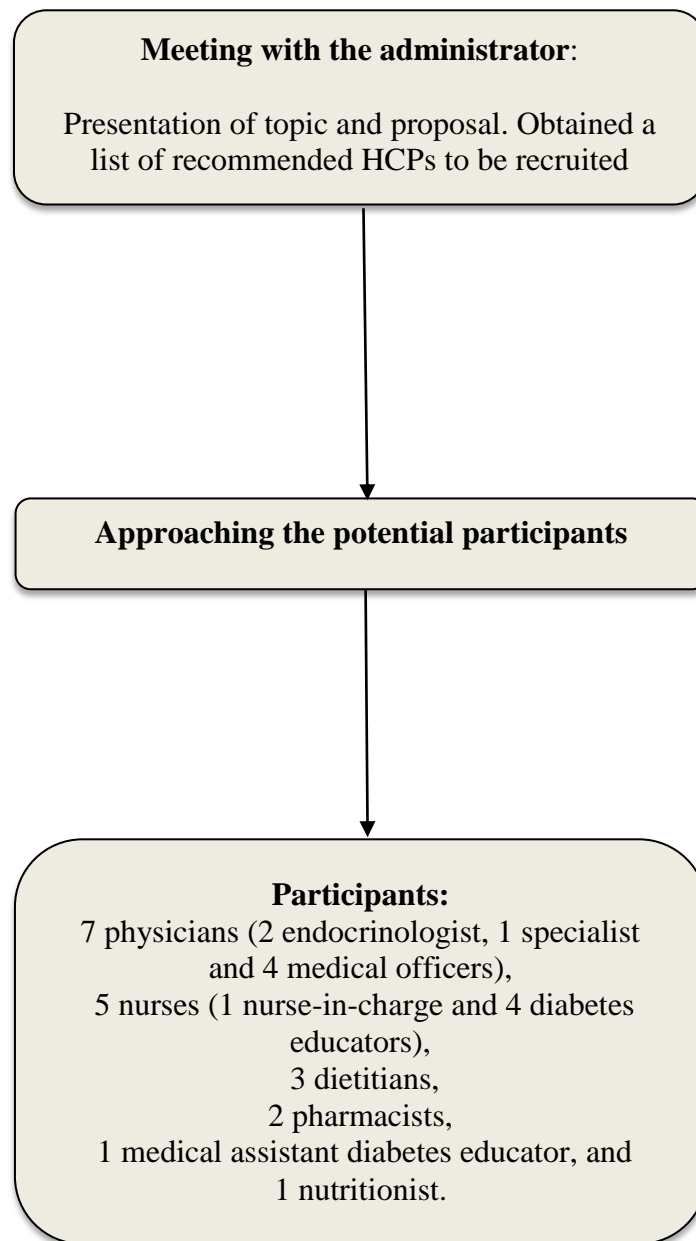 Meeting with the administrator:
Presentation of topic and proposal. Obtained a
list of recommended HCPs to be recruited
Approaching the potential participants
Participants:
7 physicians (2 endocrinologist, 1 specialist
and 4 medical officers),
5 nurses (1 nurse-in-charge and 4 diabetes
educators),
3 dietitians,
2 pharmacists,
1 medical assistant diabetes educator, and
1 nutritionist.